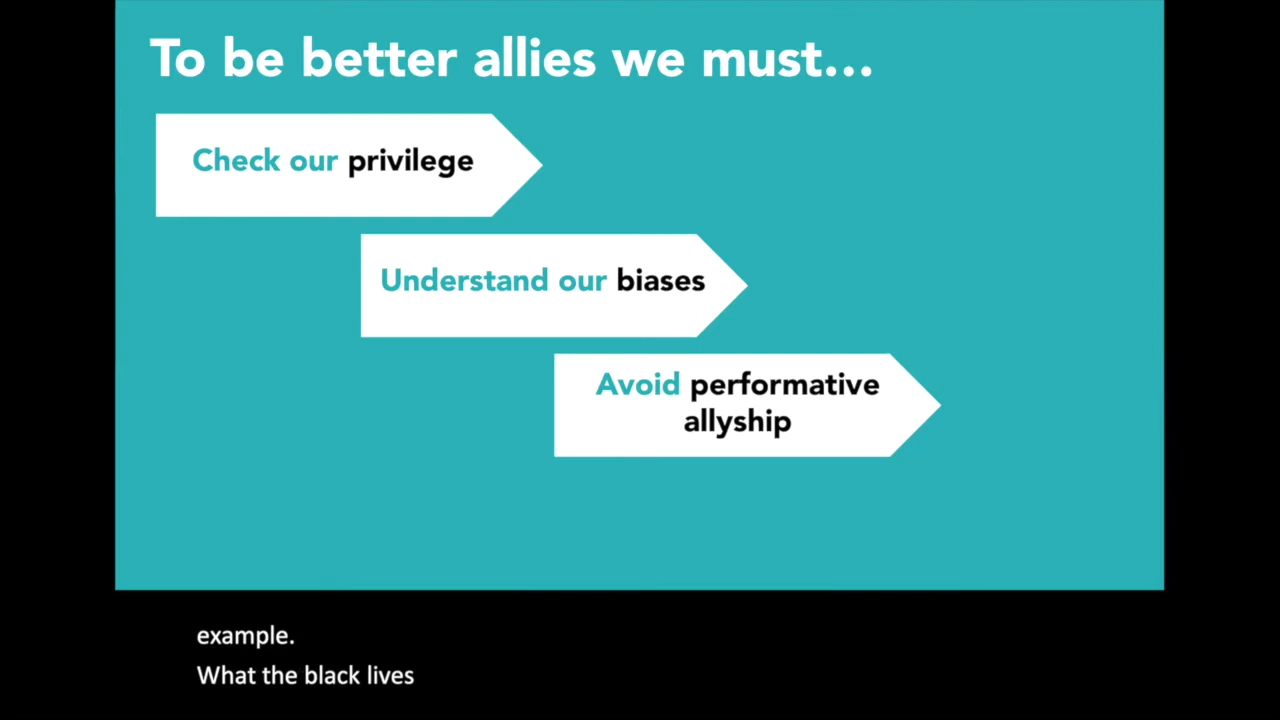 To be better allies we must...
Check our privilege
Understand our biases
Avoid performative
allyship
example.
What the black lives